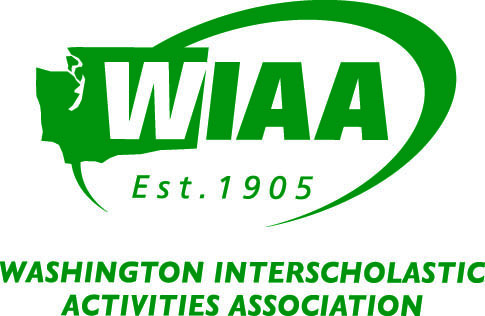 WIAA
Est. 1905
WASHINGTON INTERSCHOLASTIC
ACTIVITIES ASSOCIATION